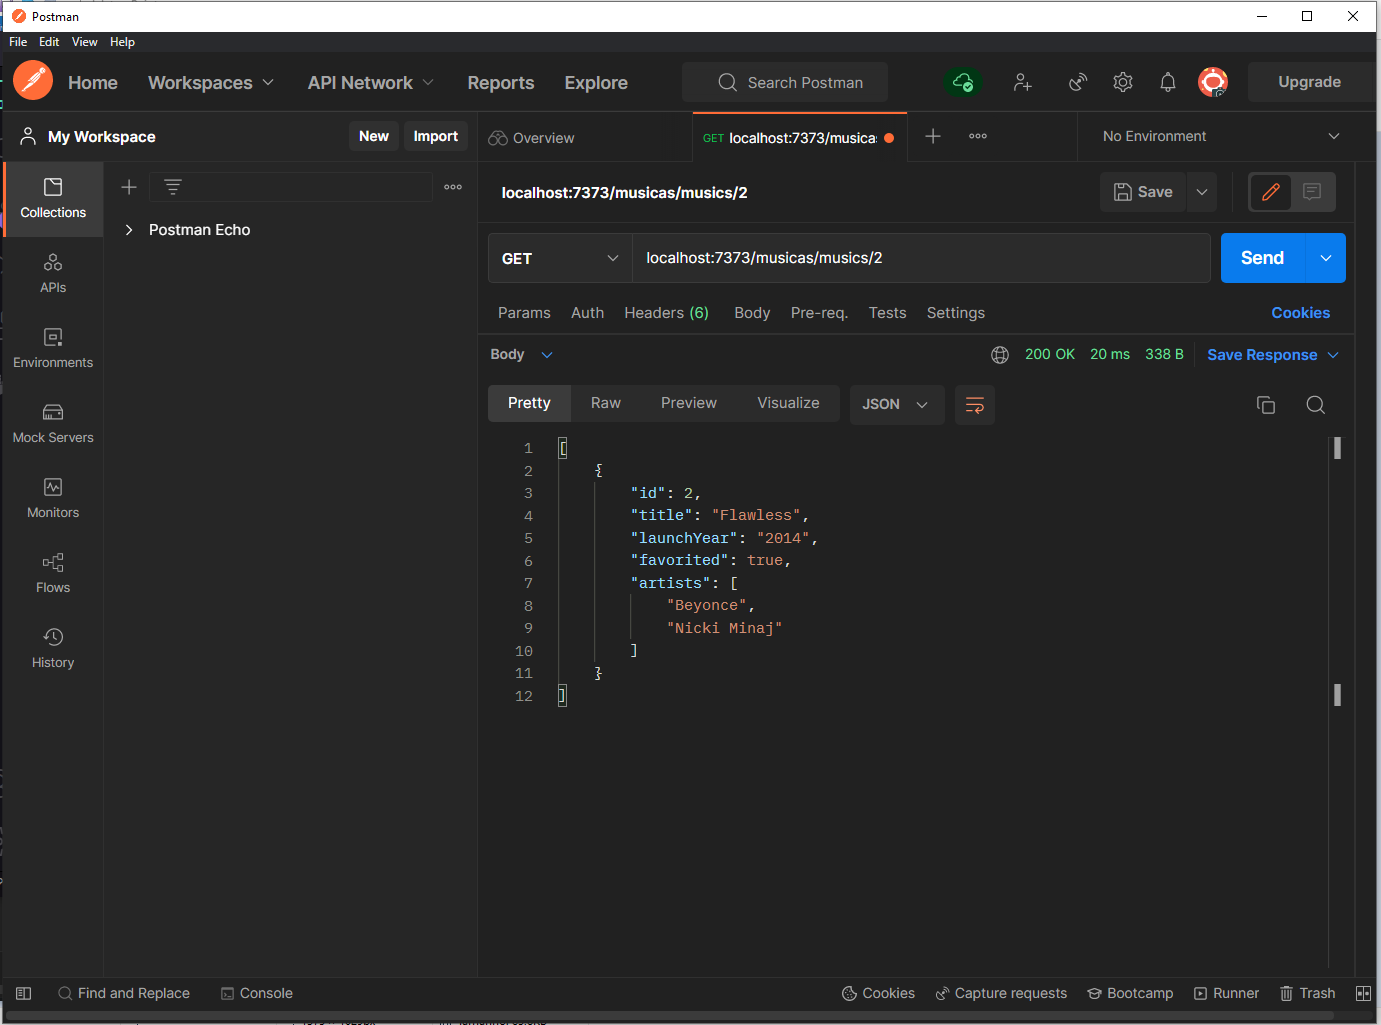 Postman
File Edit View Help
Home Workspaces API Network Reports Explore Search Postman Upgrade
My Workspace New Import Overview GET localhost:7373/musica No Environment
Collections
APIs
Environments
Mock Servers
Monitors
Flows
History
Postman Echo
localhost:7373/musicas/musics/2 Save
GET localhost:7373/musicas/musics/2 Send
Params Auth Headers (6) Body Pre-req. Tests Settings Cookies
Body 200 OK 20 ms 338 B Save Response
Pretty Raw Preview Visualize JSON
1 [
2 {
3 "id": 2,
4 "title": "Flawless",
5 "launchYear": "2014",
6 "favorited": true,
7 "artists": [
8 "Beyonce",
9 "Nicki Minaj"
10 ]
11 }
12 ]
Find and Replace Console Cookies Capture requests Bootcamp Runner Trash